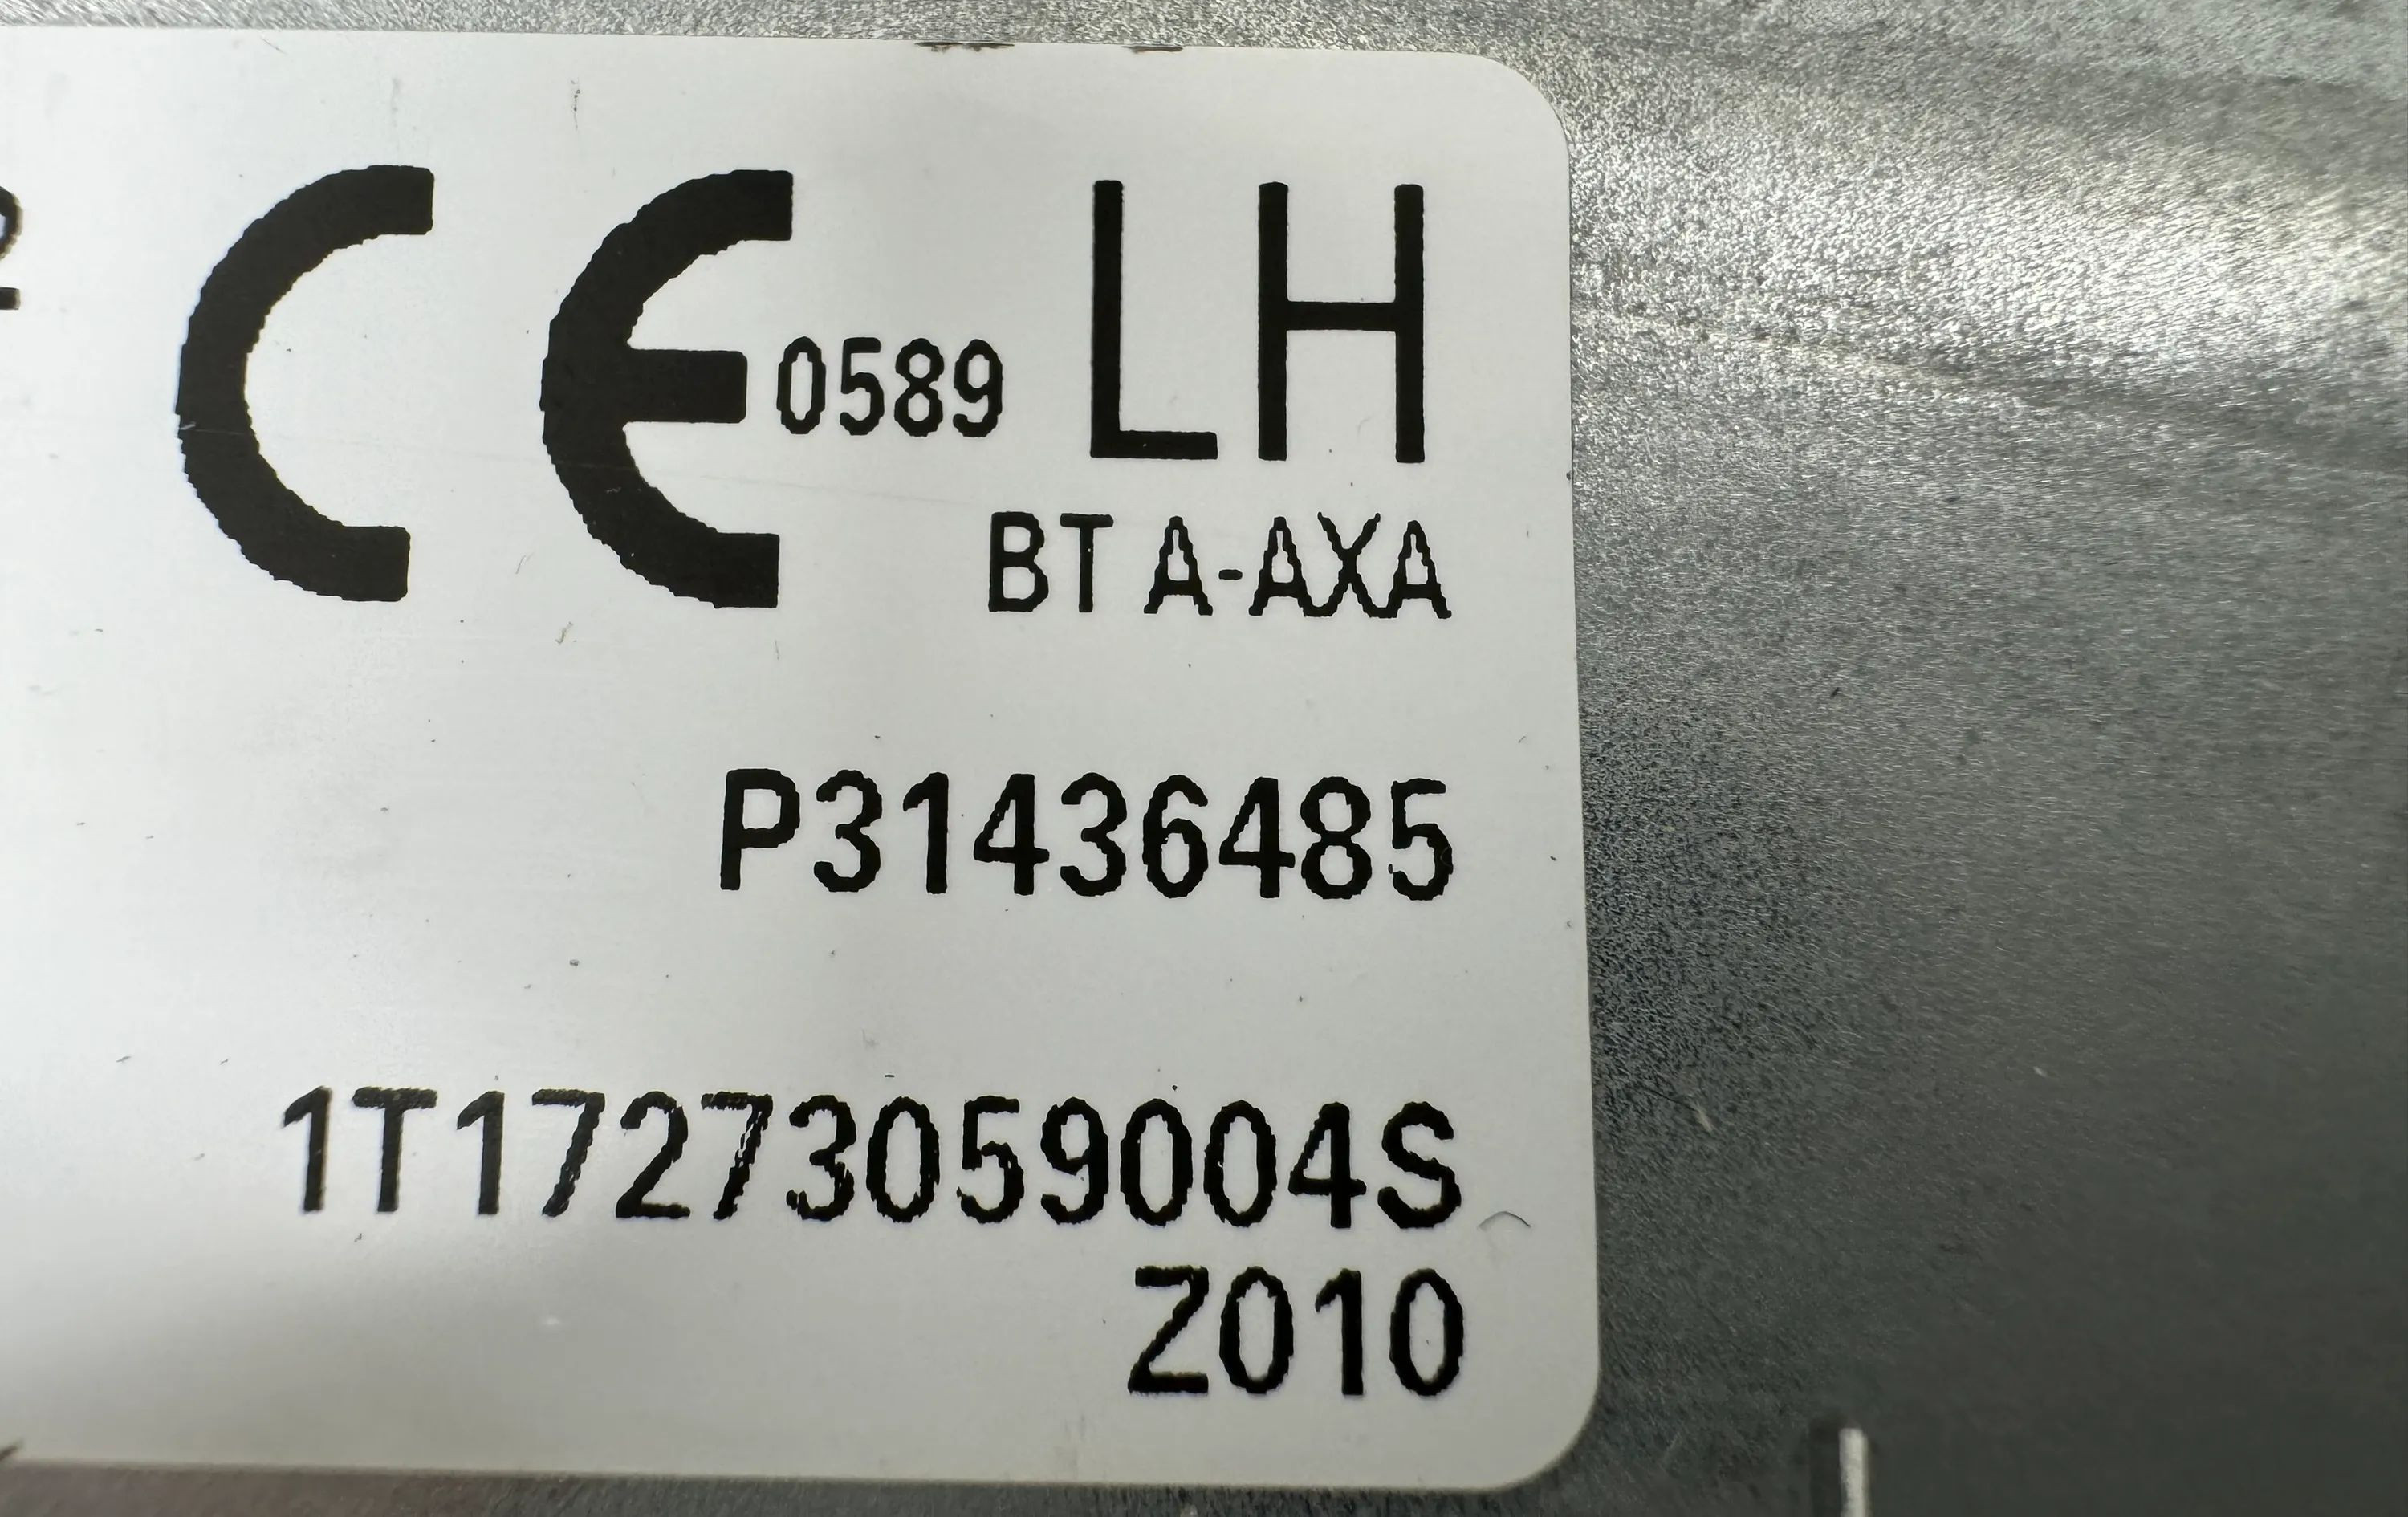 CE 0589 LH
BT A-AXA
P31436485
1T17273059004S
Z010